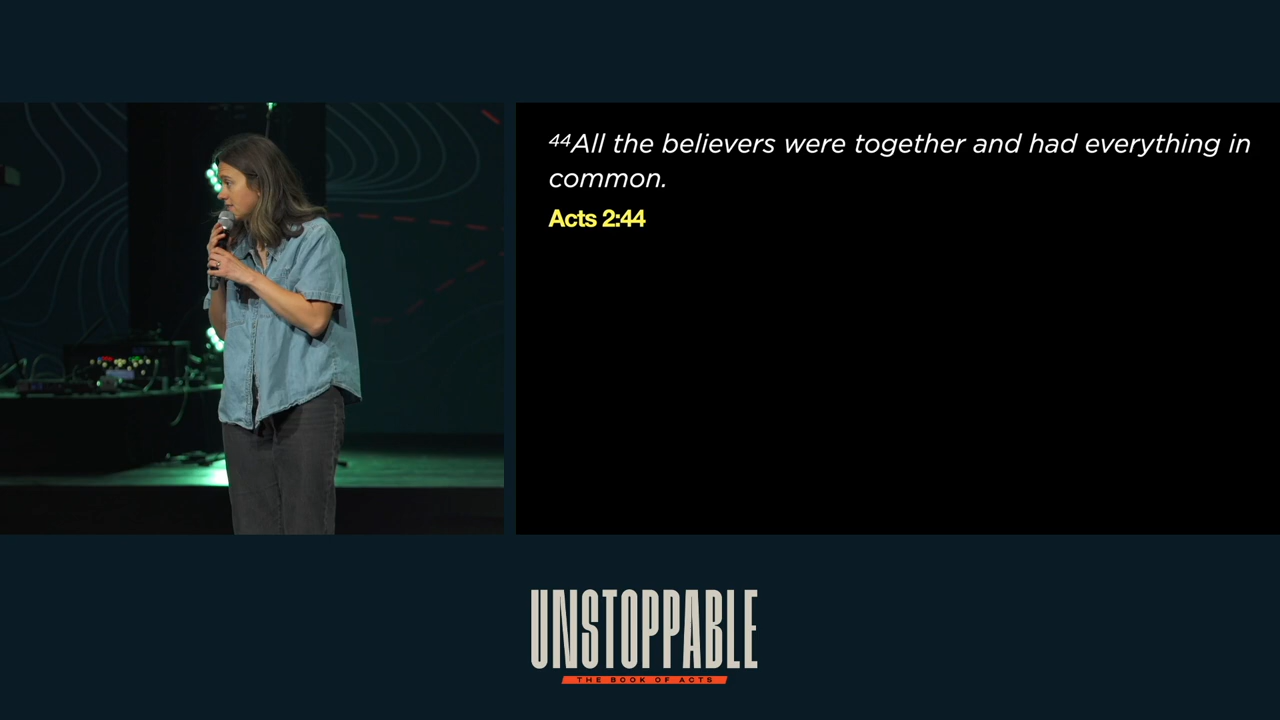 ⁴⁴All the believers were together and had everything in
common.
Acts 2:44
UNSTOPPABLE
THE BOOK OF ACTS